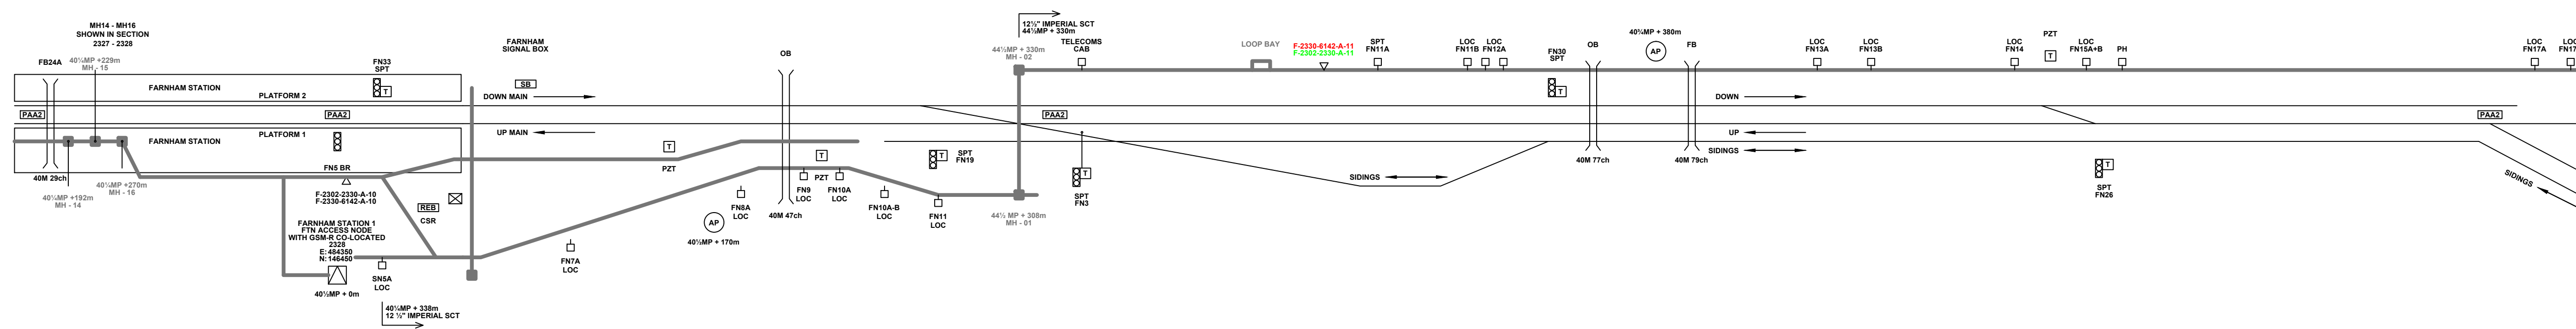 MH14 - MH16
SHOWN IN SECTION
2327 - 2328
FB24A
40¼MP +229m
MH - 15
FN33
SPT
T
FARNHAM STATION
PLATFORM 2
PAA2
PAA2
FARNHAM STATION
PLATFORM 1
FN5 BR
40M 29ch
40¼MP +192m
MH - 14
40¼MP +270m
MH - 16
F-2302-2330-A-10
F-2330-6142-A-10
FARNHAM STATION 1
FTN ACCESS NODE
WITH GSM-R CO-LOCATED
2328
E: 484350
N: 146450
40½MP + 0m
SN5A
LOC
40¼MP + 338m
12 ½" IMPERIAL SCT
REB
CSR
FARNHAM
SIGNAL BOX
SB
DOWN MAIN
UP MAIN
FN7A
LOC
T
PZT
AP
40½MP + 170m
FN8A
LOC
OB
40M 47ch
FN9
LOC
T
PZT
FN10A
LOC
FN10A-B
LOC
T
SPT
FN19
FN11
LOC
12½" IMPERIAL SCT
44½MP + 330m
44½MP + 330m
MH - 02
44½ MP + 308m
MH - 01
TELECOMS
CAB
PAA2
T
SPT
FN3
LOOP BAY
F-2330-6142-A-11
F-2302-2330-A-11
SPT
FN11A
SIDINGS
LOC
FN11B
LOC
FN12A
FN30
SPT
T
OB
40M 77ch
40¾MP + 380m
AP
FB
40M 79ch
DOWN
UP
SIDINGS
LOC
FN13A
LOC
FN13B
LOC
FN14
PZT
T
LOC
FN15A+B
PH
T
SPT
FN26
PAA2
SIDINGS
LOC
FN17A